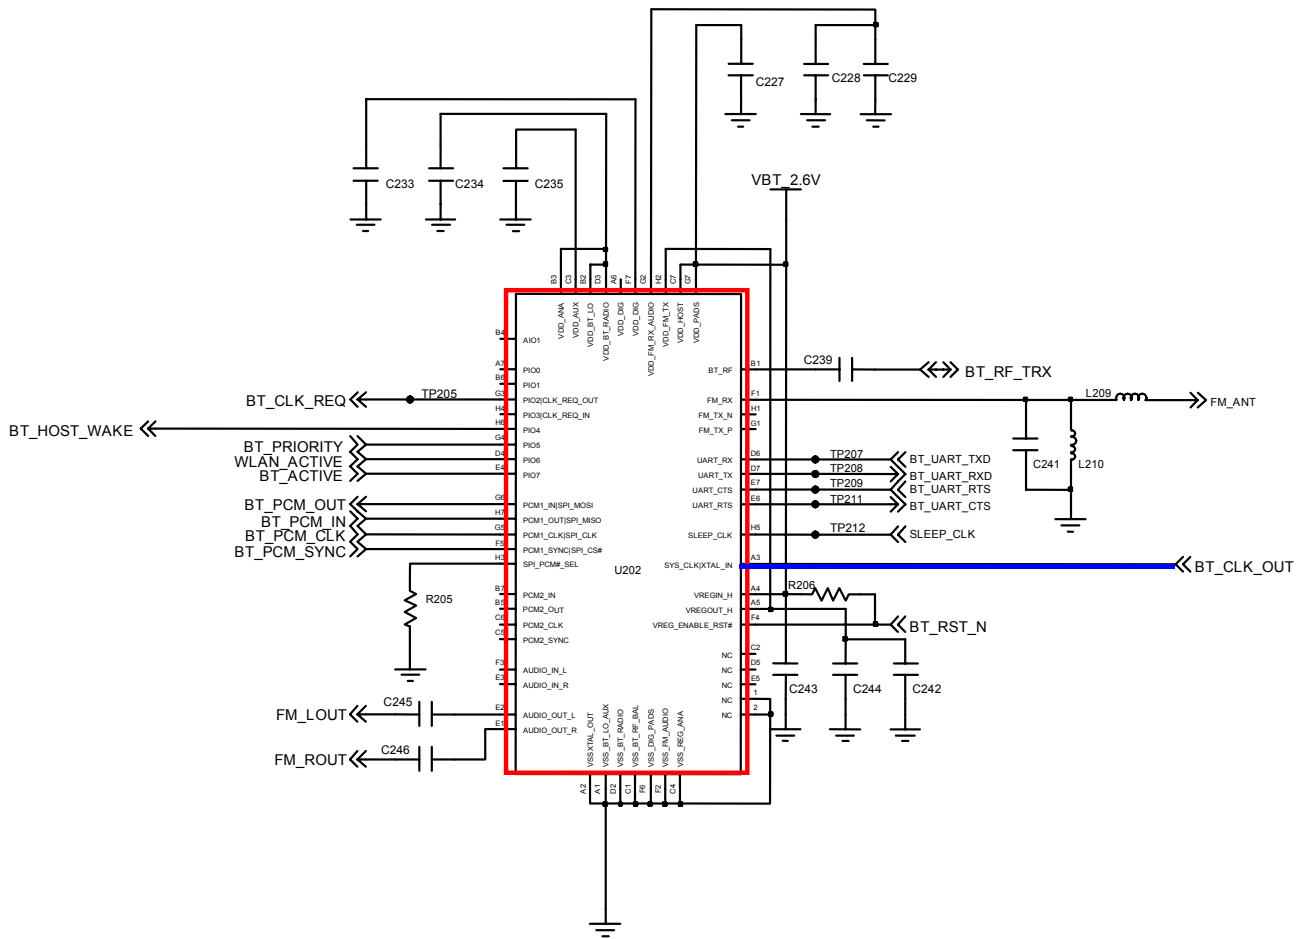 C227
C228
C229
C233
C234
C235
VBT_2.6V
B3
C3
B2
D3
A6
F7
G2
H2
C7
G7
VDD_ANA
VDD_AUX
VDD_BT_LO
VDD_BT_RADIO
VDD_DIG
VDD_DIG
VDD_FM_RX_AUDIO
VDD_FM_TX
VDD_HOST
VDD_PADS
B4 AIO1
A7 PIO0
B6 PIO1
BT_CLK_REQ TP205 G3 PIO2|CLK_REQ_OUT
H4 PIO3|CLK_REQ_IN
BT_HOST_WAKE H6 PIO4
BT_PRIORITY G4 PIO5
WLAN_ACTIVE D4 PIO6
BT_ACTIVE E4 PIO7
BT_PCM_OUT G6 PCM1_IN|SPI_MOSI
BT_PCM_IN H7 PCM1_OUT|SPI_MISO
BT_PCM_CLK G5 PCM1_CLK|SPI_CLK
BT_PCM_SYNC F5 PCM1_SYNC|SPI_CS#
H3 SPI_PCM#_SEL
R205
U202
B7 PCM2_IN
B5 PCM2_OUT
C6 PCM2_CLK
C5 PCM2_SYNC
F3 AUDIO_IN_L
E3 AUDIO_IN_R
FM_LOUT C245 E2 AUDIO_OUT_L
FM_ROUT C246 E1 AUDIO_OUT_R
BT_RF B1 C239 BT_RF_TRX
FM_RX F1 L209 FM_ANT
FM_TX_N H1
FM_TX_P G1
C241
L210
UART_RX D6 TP207 BT_UART_TXD
UART_TX D7 TP208 BT_UART_RXD
UART_CTS E7 TP209 BT_UART_RTS
UART_RTS E6 TP211 BT_UART_CTS
SLEEP_CLK H5 TP212 SLEEP_CLK
SYS_CLK|XTAL_IN A3 BT_CLK_OUT
VREGIN_H A4 R206
VREGOUT_H A5
VREG_ENABLE_RST# F4 BT_RST_N
NC C2
NC D5
NC E5
NC 1
NC 2
C243
C244
C242
VSSXTAL_OUT
VSS_BT_LO_AUX
VSS_BT_RADIO
VSS_BT_RF_BAL
VSS_DIG_PADS
VSS_FM_AUDIO
VSS_REG_ANA
A2
A1
D2
C1
F6
F2
C4